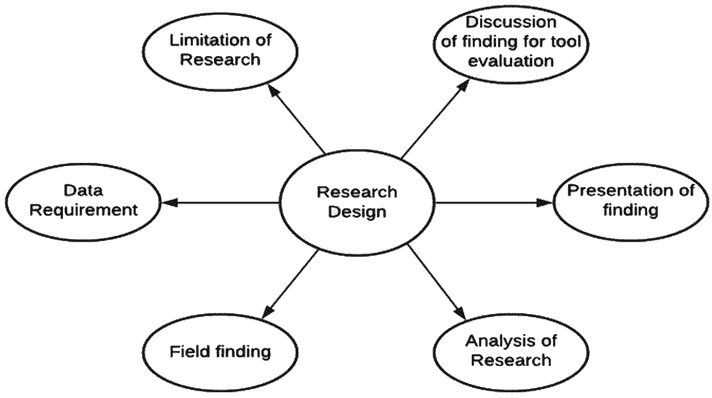 Limitation of
Research
Discussion
of finding for tool
evaluation
Data
Requirement
Research
Design
Presentation of
finding
Field finding
Analysis of
Research